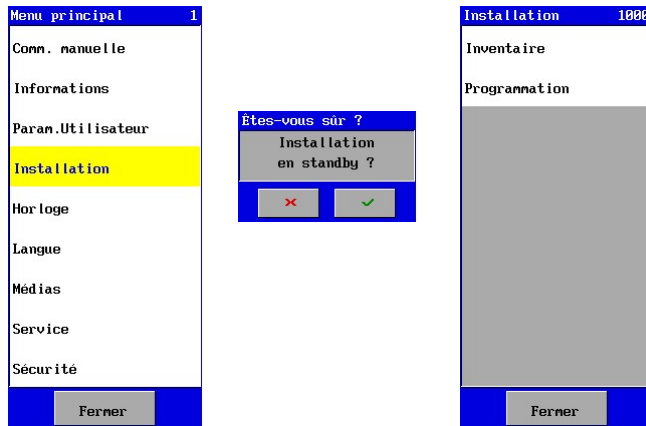 Menu principal 1
Comm. manuelle
Informations
Param.Utilisateur
Installation
Horloge
Langue
Médias
Service
Sécurité
Fermer
Êtes-vous sûr ?
Installation
en standby ?
Installation 1000
Inventaire
Programmation
Fermer